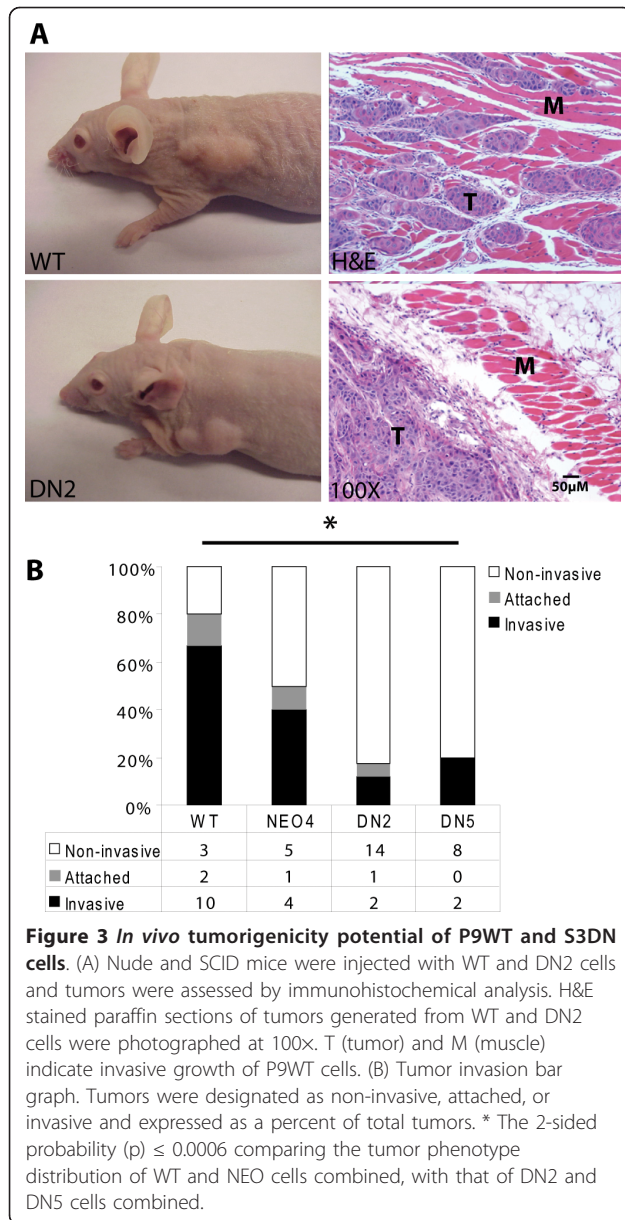 A
WT
M
T
H&E
DN2
M
T
100X
50µM
*
B
100%
80%
60%
40%
20%
0%
Non-invasive
Attached
Invasive
WT NEO4 DN2 DN5
Non-invasive 3 5 14 8
Attached 2 1 1 0
Invasive 10 4 2 2
Figure 3 In vivo tumorigenicity potential of P9WT and S3DN
cells. (A) Nude and SCID mice were injected with WT and DN2 cells
and tumors were assessed by immunohistochemical analysis. H&E
stained paraffin sections of tumors generated from WT and DN2
cells were photographed at 100×. T (tumor) and M (muscle)
indicate invasive growth of P9WT cells. (B) Tumor invasion bar
graph. Tumors were designated as non-invasive, attached, or
invasive and expressed as a percent of total tumors. * The 2-sided
probability (p) ≤ 0.0006 comparing the tumor phenotype
distribution of WT and NEO cells combined, with that of DN2 and
DN5 cells combined.